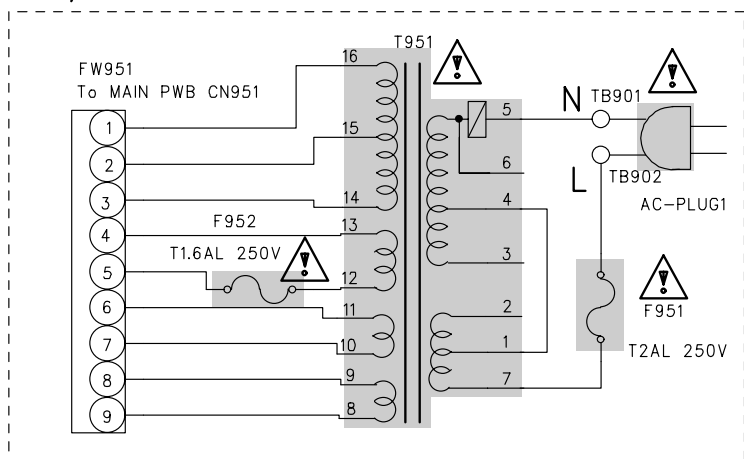 T951
FW951
To MAIN PWB CN951
16
15
14
13
12
11
10
9
8
1
2
3
4
5
6
7
8
9
F952
T1.6AL 250V
5
6
4
3
2
1
7
N
TB901
L
TB902
AC-PLUG1
F951
T2AL 250V
!
!
!
!